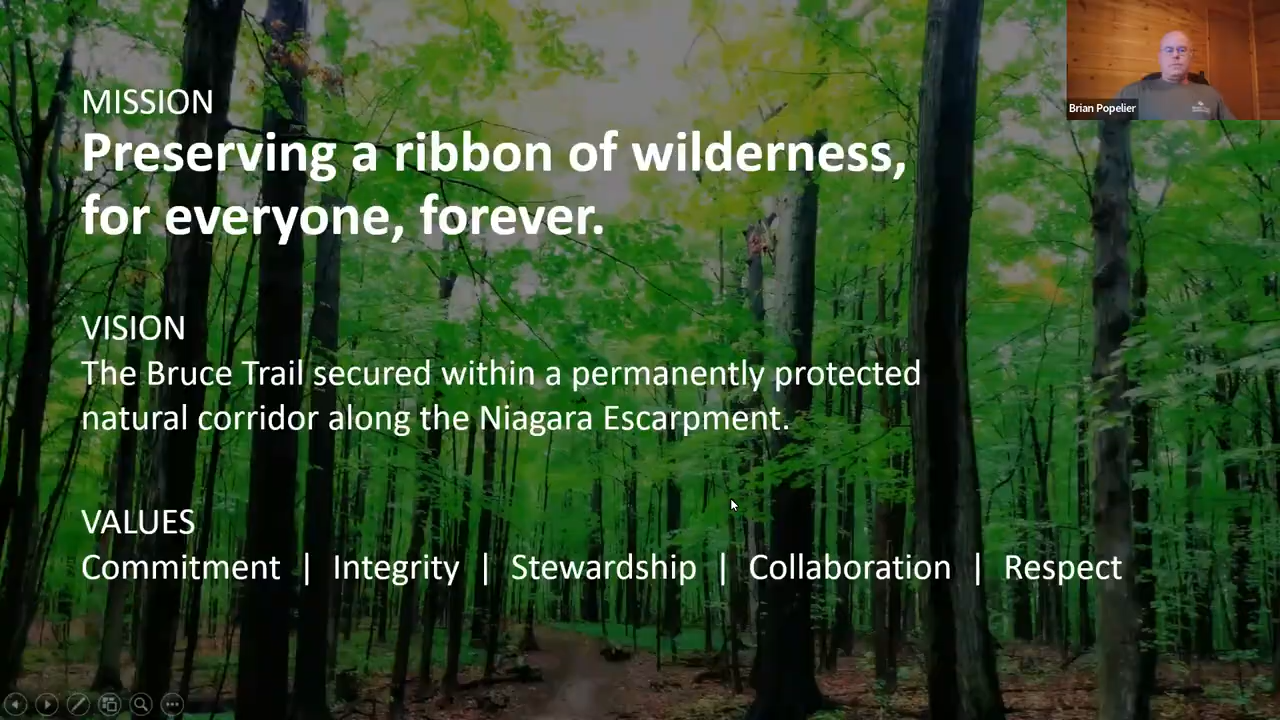 MISSION
Preserving a ribbon of wilderness,
for everyone, forever.
VISION
The Bruce Trail secured within a permanently protected
natural corridor along the Niagara Escarpment.
VALUES
Commitment | Integrity | Stewardship | Collaboration | Respect
Brian Popelier